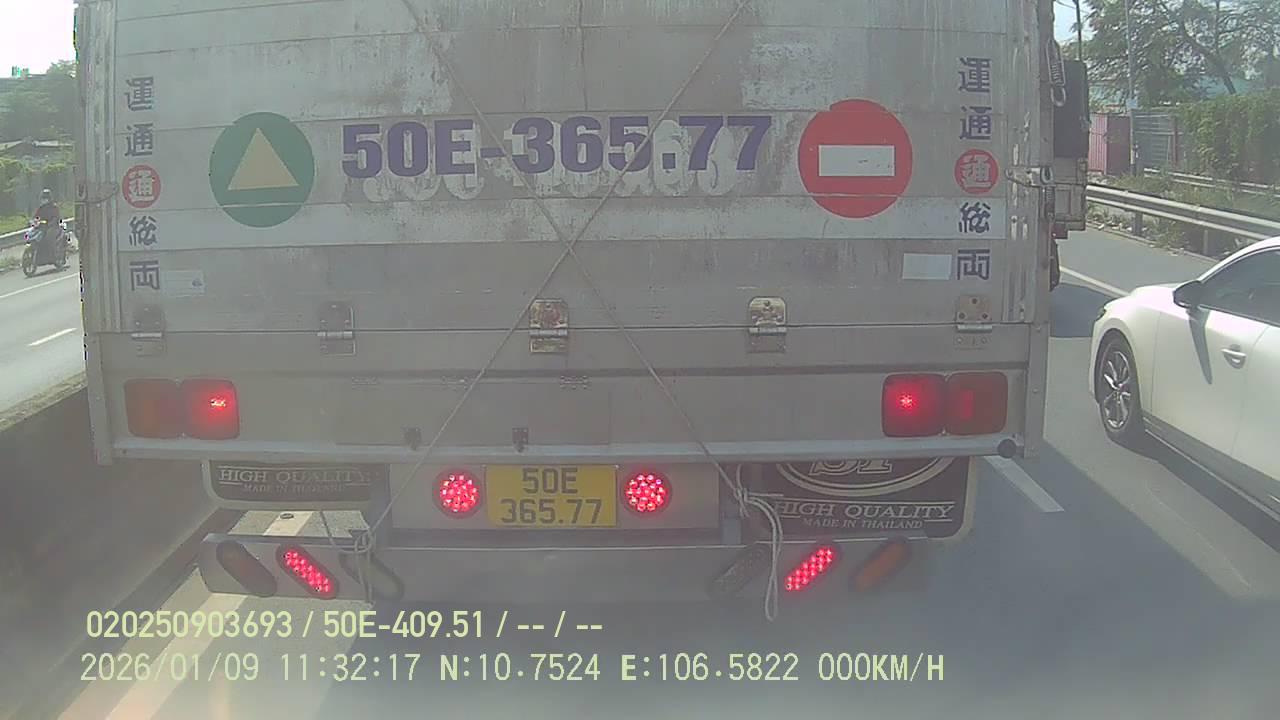 運
通
通
総
両
50E-365.77
運
通
通
総
両
HIGH QUALITY
MADE IN THAILAND
50E
365.77
HIGH QUALITY
MADE IN THAILAND
020250903693 / 50E-409.51 / -- / --
2026/01/09 11:32:17 N:10.7524 E:106.5822 000KM/H